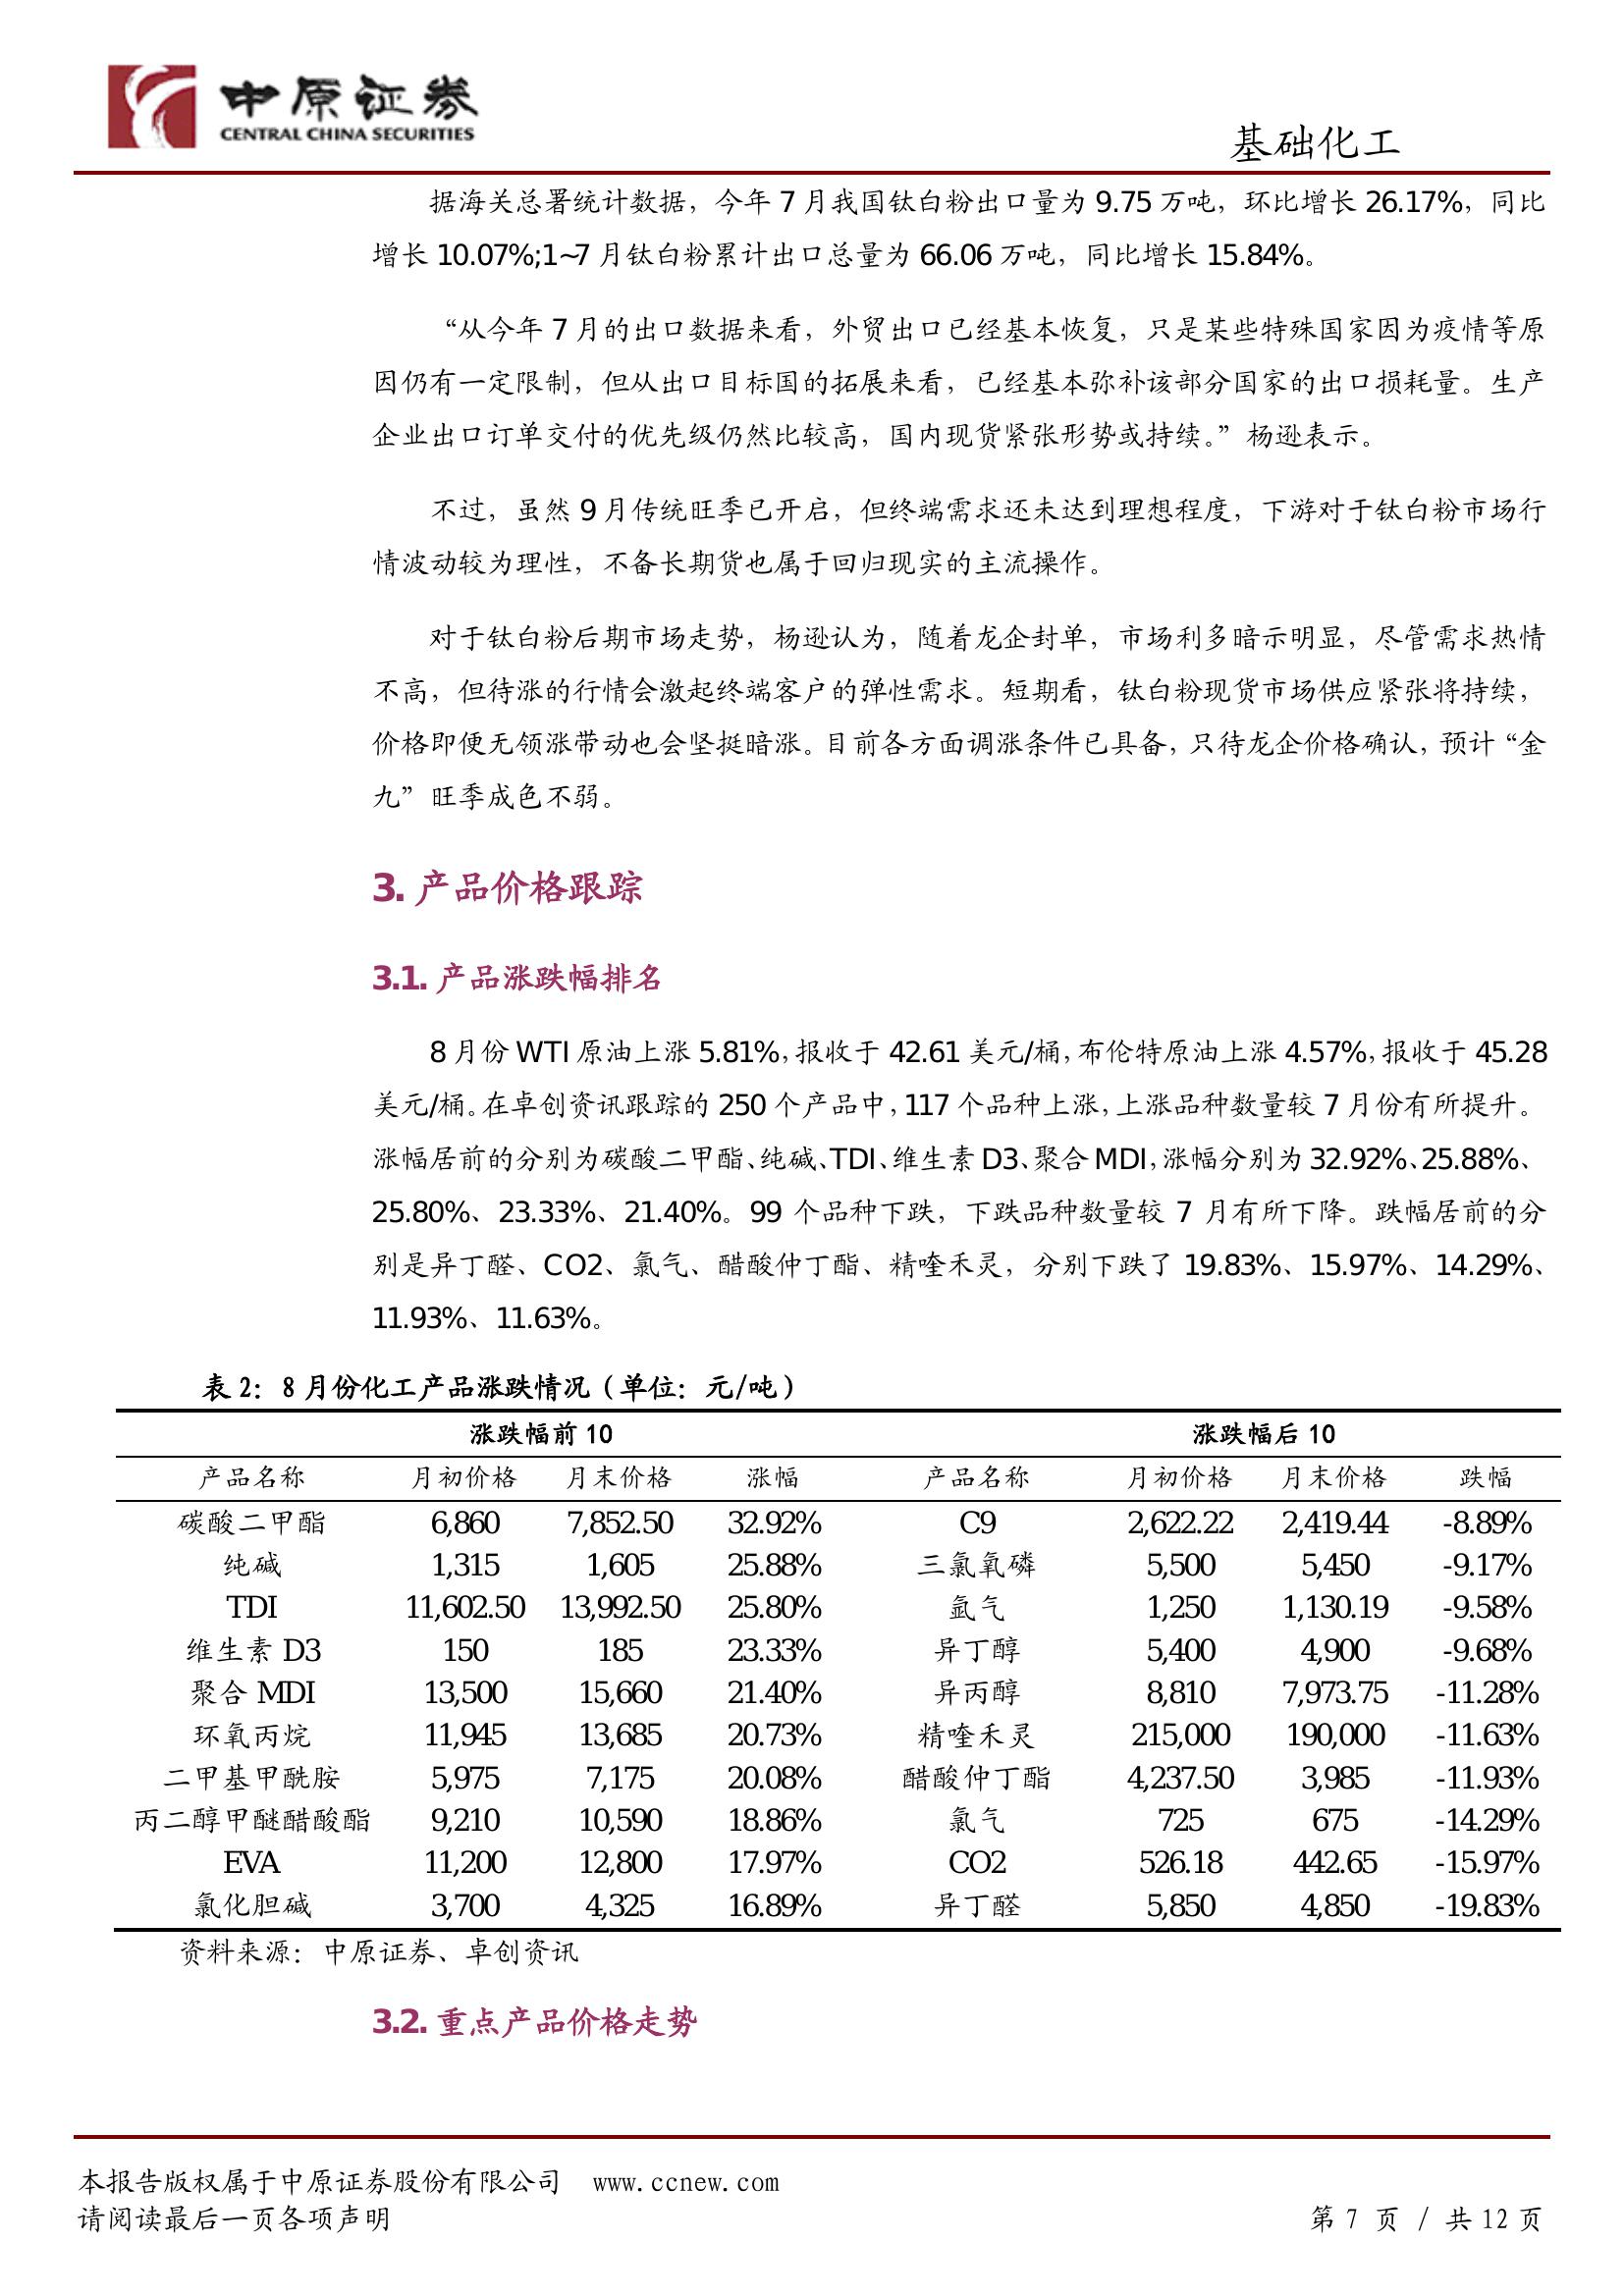 中原证券
CENTRAL CHINA SECURITIES
基础化工
据海关总署统计数据，今年 7 月我国钛白粉出口量为 9.75 万吨，环比增长 26.17%，同比
增长 10.07%;1~7 月钛白粉累计出口总量为 66.06 万吨，同比增长 15.84%。
“从今年 7 月的出口数据来看，外贸出口已经基本恢复，只是某些特殊国家因为疫情等原
因仍有一定限制，但从出口目标国的拓展来看，已经基本弥补该部分国家的出口损耗量。生产
企业出口订单交付的优先级仍然比较高，国内现货紧张形势或持续。”杨逊表示。
不过，虽然 9 月传统旺季已开启，但终端需求还未达到理想程度，下游对于钛白粉市场行
情波动较为理性，不备长期货也属于回归现实的主流操作。
对于钛白粉后期市场走势，杨逊认为，随着龙企封单，市场利多暗示明显，尽管需求热情
不高，但待涨的行情会激起终端客户的弹性需求。短期看，钛白粉现货市场供应紧张将持续，
价格即便无领涨带动也会坚挺暗涨。目前各方面调涨条件已具备，只待龙企价格确认，预计“金
九”旺季成色不弱。
3. 产品价格跟踪
3.1. 产品涨跌幅排名
8 月份 WTI 原油上涨 5.81%，报收于 42.61 美元/桶，布伦特原油上涨 4.57%，报收于 45.28
美元/桶。在卓创资讯跟踪的 250 个产品中，117 个品种上涨，上涨品种数量较 7 月份有所提升。
涨幅居前的分别为碳酸二甲酯、纯碱、TDI、维生素 D3、聚合 MDI，涨幅分别为 32.92%、25.88%、
25.80%、23.33%、21.40%。99 个品种下跌，下跌品种数量较 7 月有所下降。跌幅居前的分
别是异丁醛、CO2、氯气、醋酸仲丁酯、精喹禾灵，分别下跌了 19.83%、15.97%、14.29%、
11.93%、11.63%。
表 2：8 月份化工产品涨跌情况（单位：元/吨）
涨跌幅前 10 涨跌幅后 10
产品名称 月初价格 月末价格 涨幅 产品名称 月初价格 月末价格 跌幅
碳酸二甲酯 6,860 7,852.50 32.92% C9 2,622.22 2,419.44 -8.89%
纯碱 1,315 1,605 25.88% 三氯氧磷 5,500 5,450 -9.17%
TDI 11,602.50 13,992.50 25.80% 氩气 1,250 1,130.19 -9.58%
维生素 D3 150 185 23.33% 异丁醇 5,400 4,900 -9.68%
聚合 MDI 13,500 15,660 21.40% 异丙醇 8,810 7,973.75 -11.28%
环氧丙烷 11,945 13,685 20.73% 精喹禾灵 215,000 190,000 -11.63%
二甲基甲酰胺 5,975 7,175 20.08% 醋酸仲丁酯 4,237.50 3,985 -11.93%
丙二醇甲醚醋酸酯 9,210 10,590 18.86% 氯气 725 675 -14.29%
EVA 11,200 12,800 17.97% CO2 526.18 442.65 -15.97%
氯化胆碱 3,700 4,325 16.89% 异丁醛 5,850 4,850 -19.83%
资料来源：中原证券、卓创资讯
3.2. 重点产品价格走势
本报告版权属于中原证券股份有限公司 www.ccnew.com
请阅读最后一页各项声明
第 7 页 / 共 12 页